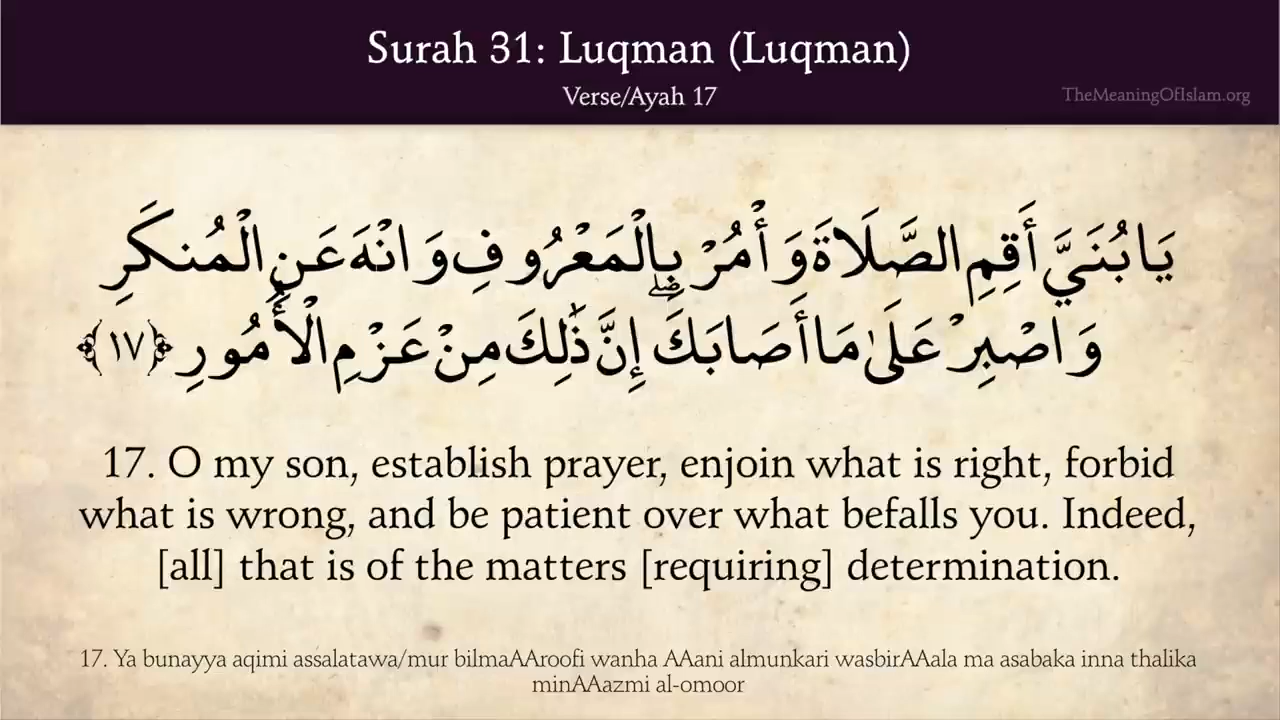 Surah 31: Luqman (Luqman)
Verse/Ayah 17
TheMeaningOfIslam.org
يَا بُنَيَّ أَقِمِ الصَّلَاةَ وَأْمُرْ بِالْمَعْرُوفِ وَانْهَ عَنِ الْمُنكَرِ
وَاصْبِرْ عَلَىٰ مَا أَصَابَكَ ۖ إِنَّ ذَٰلِكَ مِنْ عَزْمِ الْأُمُورِ ﴿١٧﴾
17. O my son, establish prayer, enjoin what is right, forbid
what is wrong, and be patient over what befalls you. Indeed,
[all] that is of the matters [requiring] determination.
17. Ya bunayya aqimi assalatawa/mur bilmaAAroofi wanha AAani almunkari wasbirAAala ma asabaka inna thalika
minAAazmi al-omoor